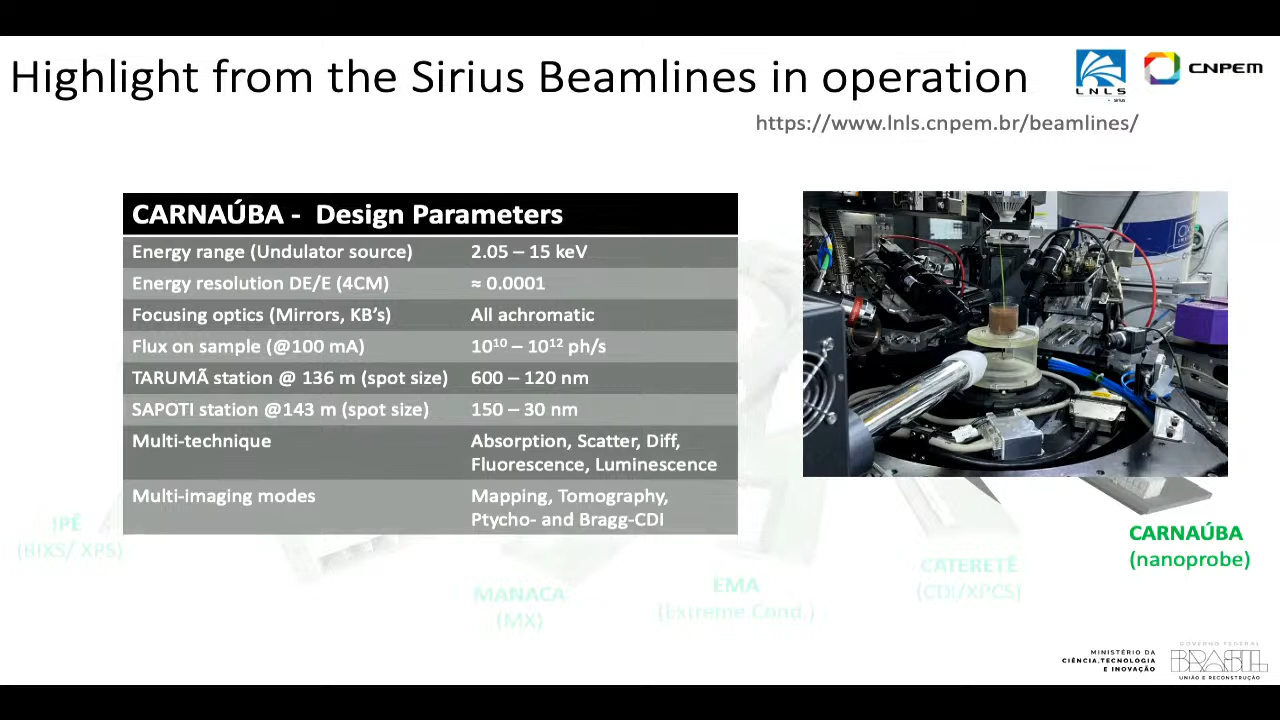 Highlight from the Sirius Beamlines in operation
LNLS
CNPEM
https://www.lnls.cnpem.br/beamlines/
CARNAÚBA - Design Parameters
Energy range (Undulator source) 2.05 – 15 keV
Energy resolution DE/E (4CM) ≈ 0.0001
Focusing optics (Mirrors, KB’s) All achromatic
Flux on sample (@100 mA) 10¹⁰ – 10¹² ph/s
TARUMÃ station @ 136 m (spot size) 600 – 120 nm
SAPOTI station @143 m (spot size) 150 – 30 nm
Multi-technique Absorption, Scatter, Diff,
Fluorescence, Luminescence
Multi-imaging modes Mapping, Tomography,
Ptycho- and Bragg-CDI
IPÊ
(RIXS/ XPS)
MANACA
(MX)
EMA
(Extreme Cond.)
CATERETÊ
(CDI/XPCS)
CARNAÚBA
(nanoprobe)
MINISTÉRIO DA
CIÊNCIA, TECNOLOGIA
E INOVAÇÃO
GOVERNO FEDERAL
BRASIL
UNIÃO E RECONSTRUÇÃO